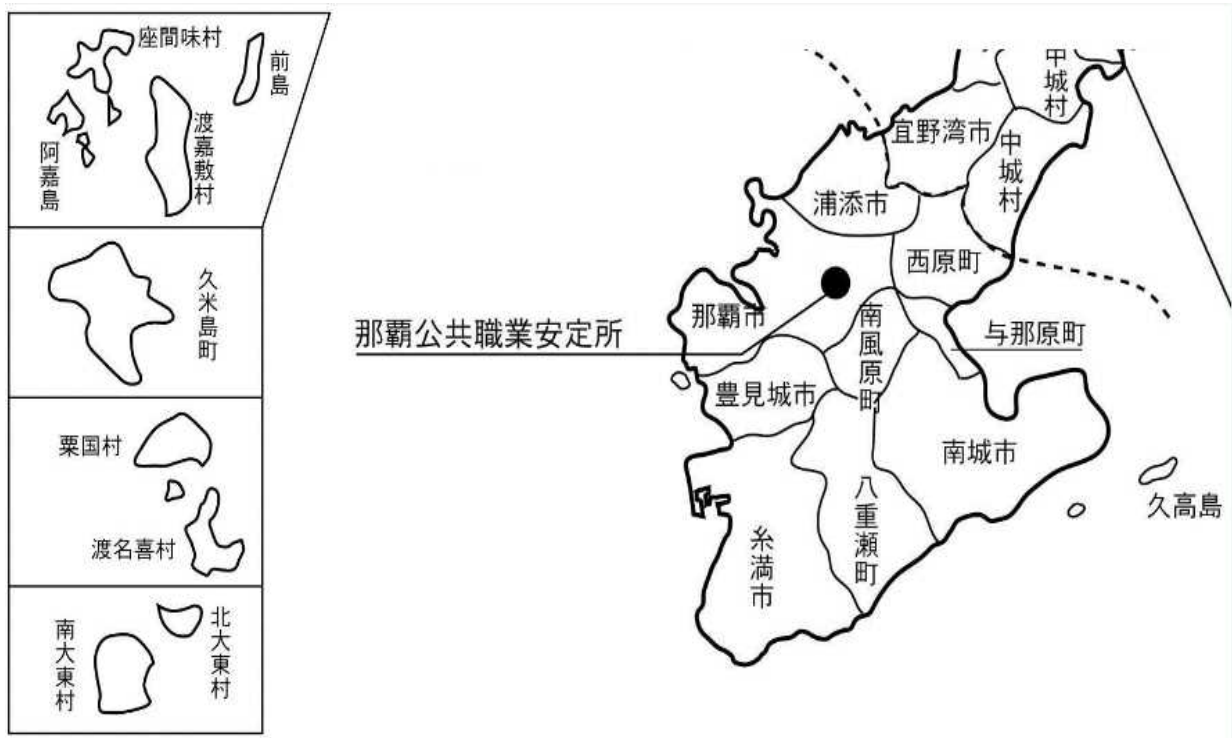 座間味村
前島
渡嘉敷村
阿嘉島
久米島町
粟国村
渡名喜村
北大東村
南大東村
中城村
宜野湾市
中城村
浦添市
西原町
那覇市
那覇公共職業安定所
南風原町
与那原町
豊見城市
南城市
八重瀬町
糸満市
久高島